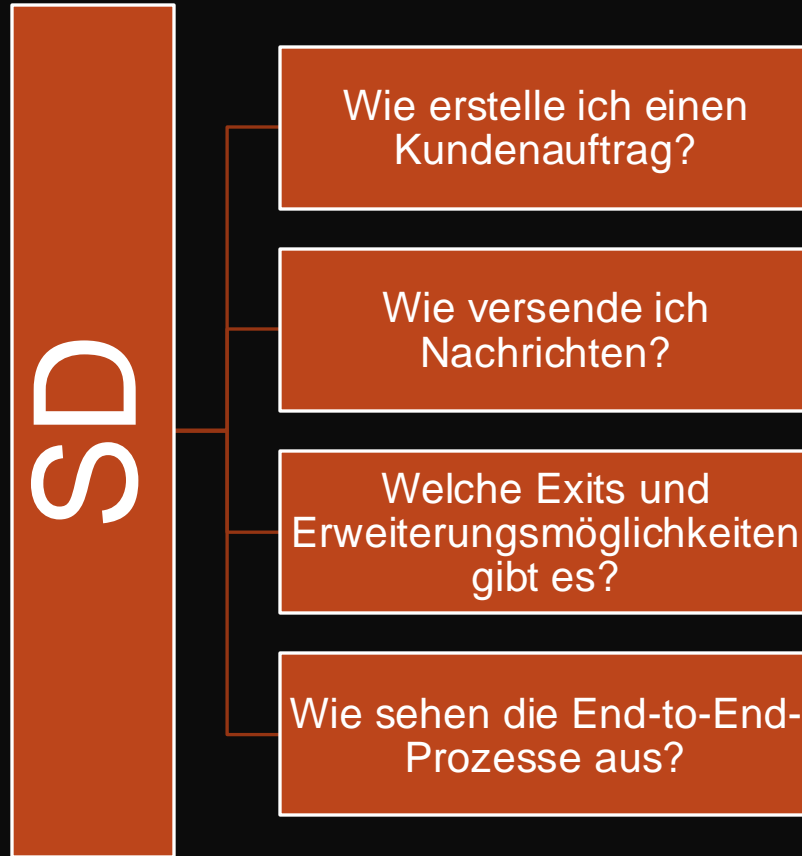 SD
Wie erstelle ich einen
Kundenauftrag?
Wie versende ich
Nachrichten?
Welche Exits und
Erweiterungsmöglichkeiten
gibt es?
Wie sehen die End-to-End-
Prozesse aus?